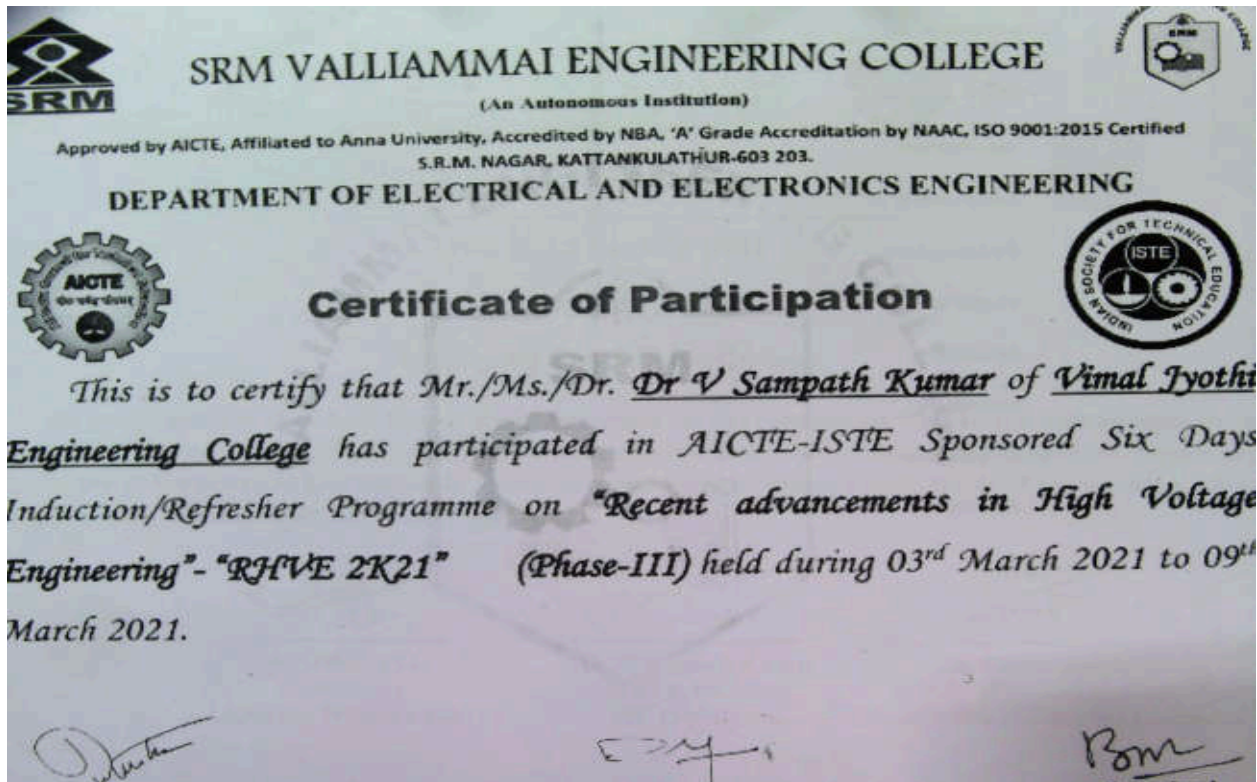 SRM
SRM VALLIAMMAI ENGINEERING COLLEGE
SRM
(An Autonomous Institution)
Approved by AICTE, Affiliated to Anna University, Accredited by NBA, 'A' Grade Accreditation by NAAC, ISO 9001:2015 Certified
S.R.M. NAGAR, KATTANKULATHUR-603 203.
DEPARTMENT OF ELECTRICAL AND ELECTRONICS ENGINEERING
AICTE
INDIAN SOCIETY FOR TECHNICAL EDUCATION
ISTE
Certificate of Participation
SRM
This is to certify that Mr./Ms./Dr. Dr V Sampath Kumar of Vimal Jyothi
Engineering College has participated in AICTE-ISTE Sponsored Six Days
Induction/Refresher Programme on "Recent advancements in High Voltage
Engineering"- "RHVE 2K21" (Phase-III) held during 03rd March 2021 to 09th
March 2021.